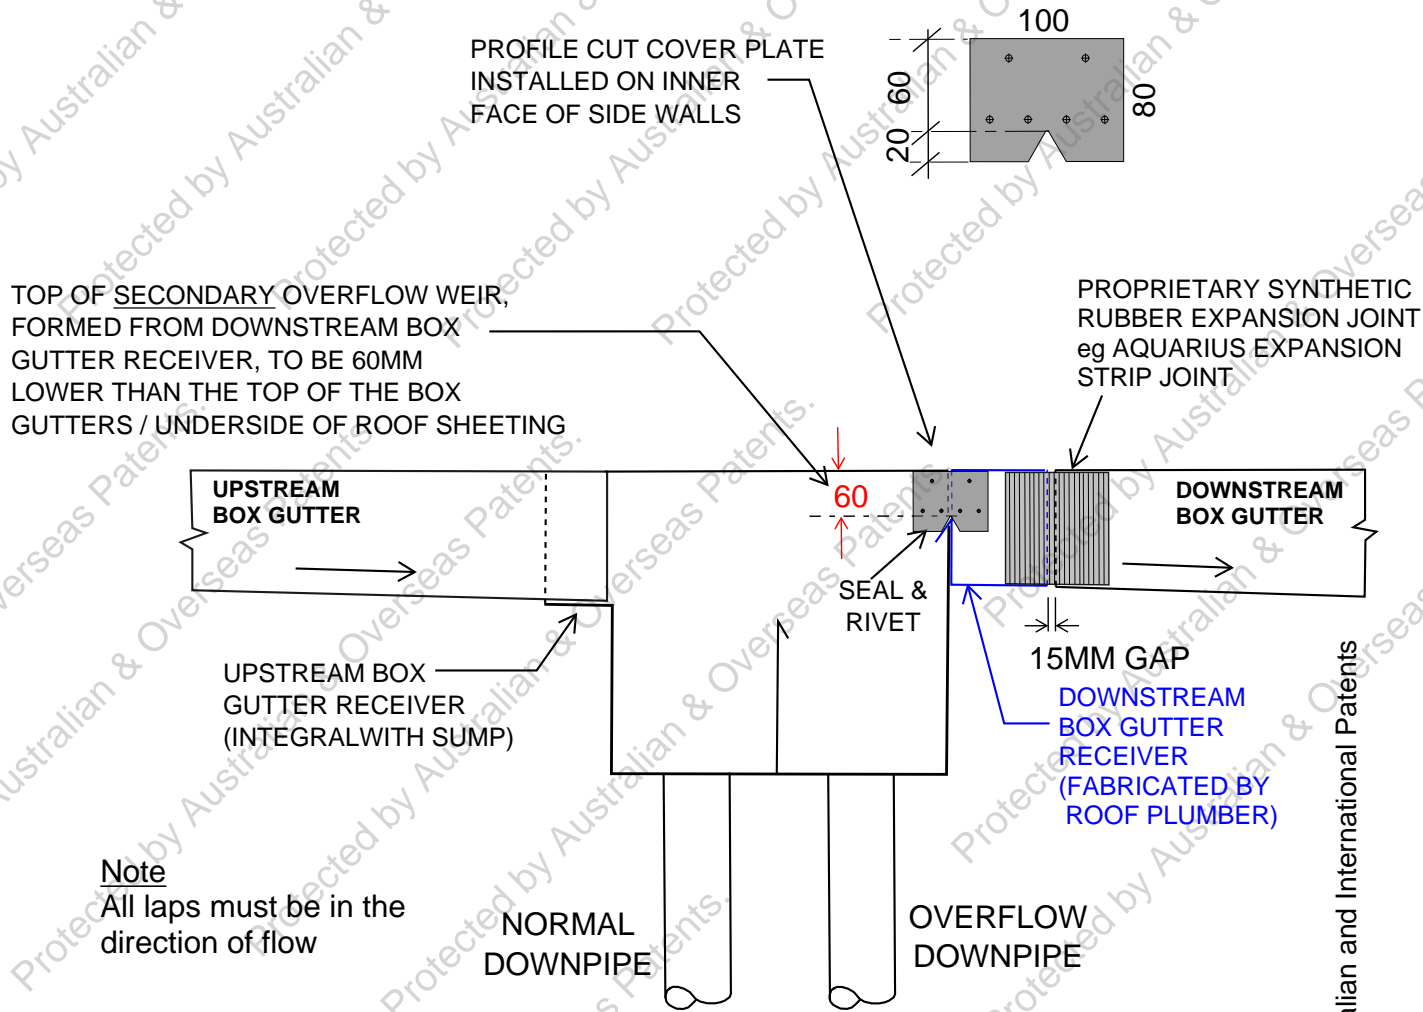 PROFILE CUT COVER PLATE
INSTALLED ON INNER
FACE OF SIDE WALLS
100
60
20
80
TOP OF SECONDARY OVERFLOW WEIR,
FORMED FROM DOWNSTREAM BOX
GUTTER RECEIVER, TO BE 60MM
LOWER THAN THE TOP OF THE BOX
GUTTERS / UNDERSIDE OF ROOF SHEETING
PROPRIETARY SYNTHETIC
RUBBER EXPANSION JOINT
eg AQUARIUS EXPANSION
STRIP JOINT
UPSTREAM
BOX GUTTER
60
DOWNSTREAM
BOX GUTTER
SEAL &
RIVET
15MM GAP
UPSTREAM BOX
GUTTER RECEIVER
(INTEGRALWITH SUMP)
DOWNSTREAM
BOX GUTTER
RECEIVER
(FABRICATED BY
ROOF PLUMBER)
Note
All laps must be in the
direction of flow
NORMAL
DOWNPIPE
OVERFLOW
DOWNPIPE
and International Patents
Protected by Australian & Overseas Patents.